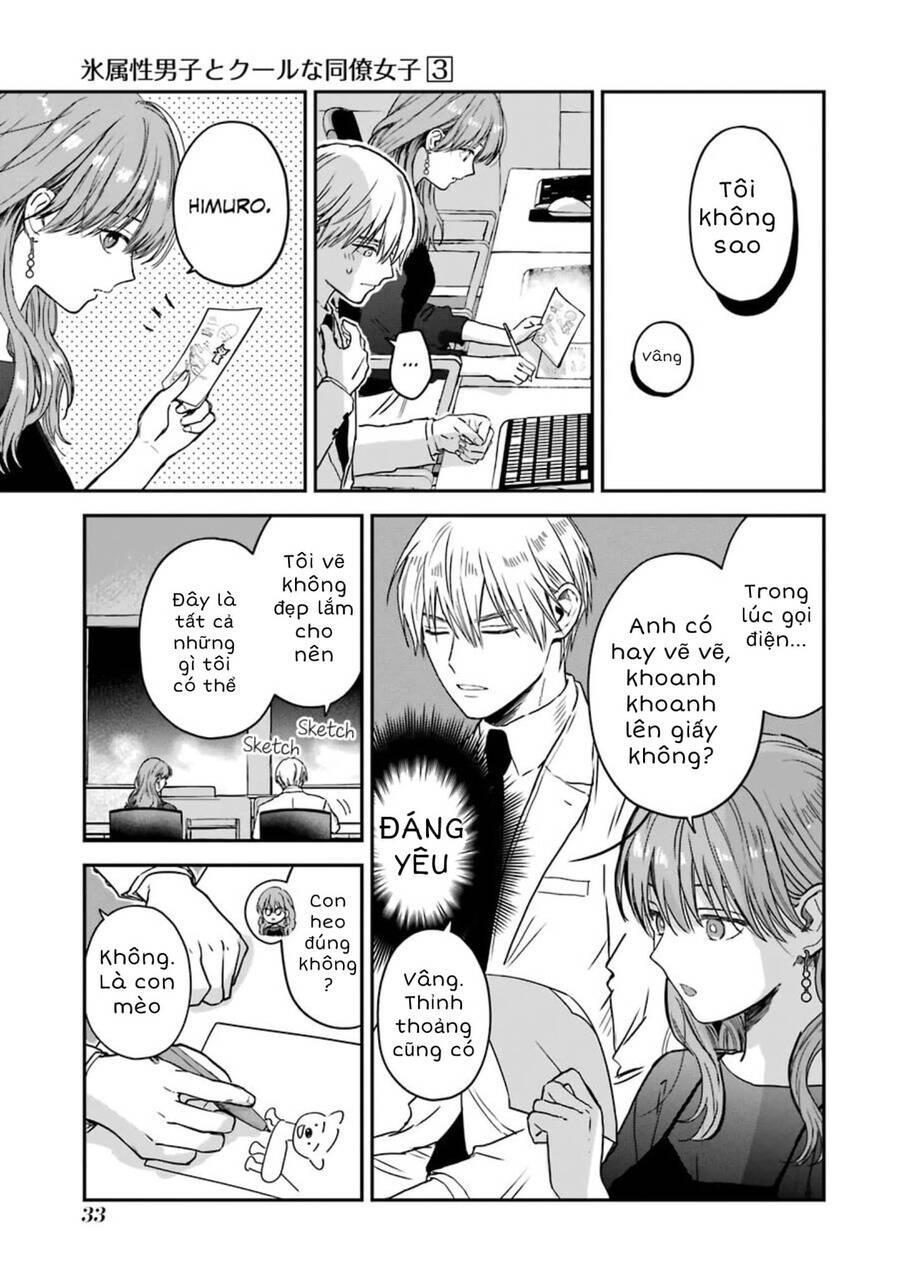 氷属性男子とクールな同僚女子 3
Tôi
không
sao
Vâng
...
HIMURO.
Trong
lúc gọi
điện...
Anh có
hay vẽ vẽ,
khoanh
khoanh
lên giấy
không?
ĐÁNG
YÊU
Vâng.
Thỉnh
thoảng
cũng có
Tôi vẽ
không
đẹp lắm
cho
nên
Đây là
tất cả
những
gì tôi
có thể
Sketch
Sketch
Con
heo
đúng
không
?
Không.
Là con
mèo
33